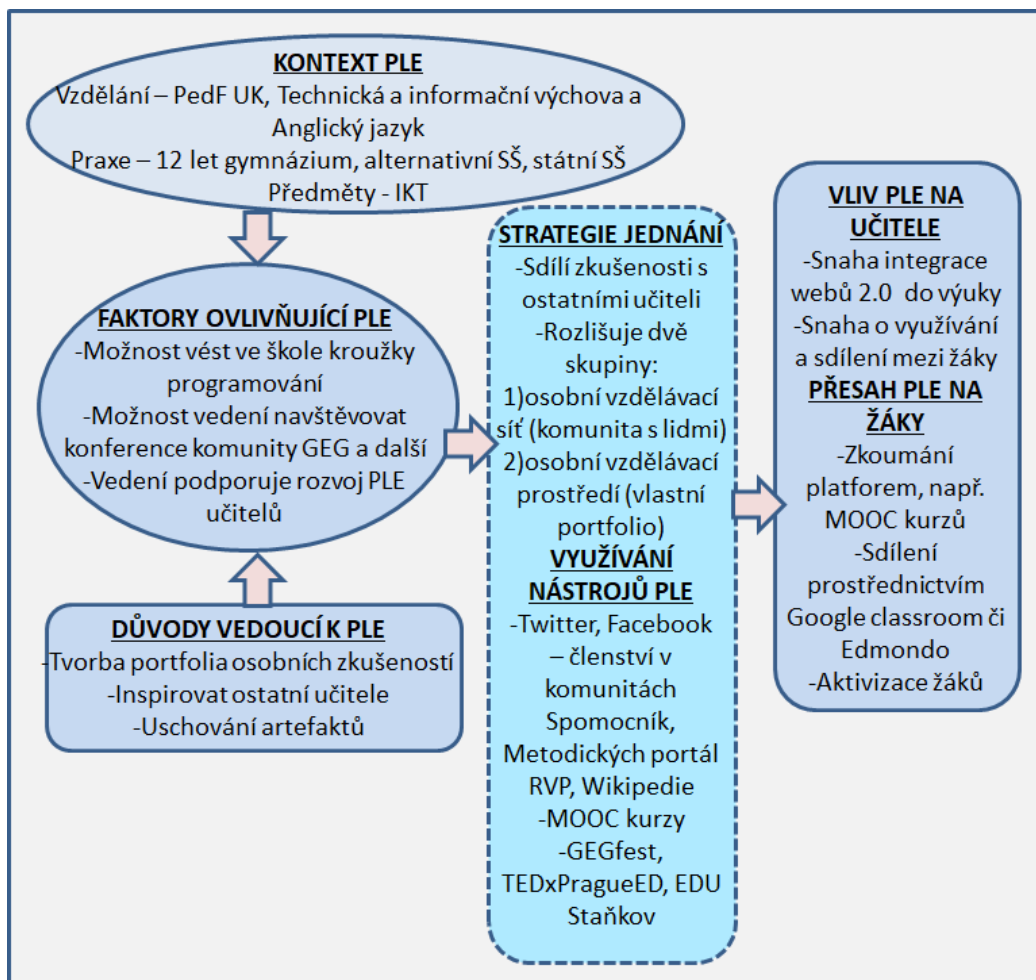 KONTEXT PLE
Vzdělání – PedF UK, Technická a informační výchova a
Anglický jazyk
Praxe – 12 let gymnázium, alternativní SŠ, státní SŠ
Předměty - IKT
FAKTORY OVLIVŇUJÍCÍ PLE
-Možnost vést ve škole kroužky
programování
-Možnost vedení navštěvovat
konference komunity GEG a další
-Vedení podporuje rozvoj PLE
učitelů
DŮVODY VEDOUCÍ K PLE
-Tvorba portfolia osobních zkušeností
-Inspirovat ostatní učitele
-Uschování artefaktů
STRATEGIE JEDNÁNÍ
-Sdílí zkušenosti s
ostatními učiteli
-Rozlišuje dvě
skupiny:
1)osobní vzdělávací
síť (komunita s lidmi)
2)osobní vzdělávací
prostředí (vlastní
portfolio)
VYUŽÍVÁNÍ
NÁSTROJŮ PLE
-Twitter, Facebook
– členství v
komunitách
Spomocník,
Metodických portál
RVP, Wikipedie
-MOOC kurzy
-GEGfest,
TEDxPragueED, EDU
Staňkov
VLIV PLE NA
UČITELE
-Snaha integrace
webů 2.0 do výuky
-Snaha o využívání
a sdílení mezi žáky
PŘESAH PLE NA
ŽÁKY
-Zkoumání
platforem, např.
MOOC kurzů
-Sdílení
prostřednictvím
Google classroom či
Edmondo
-Aktivizace žáků